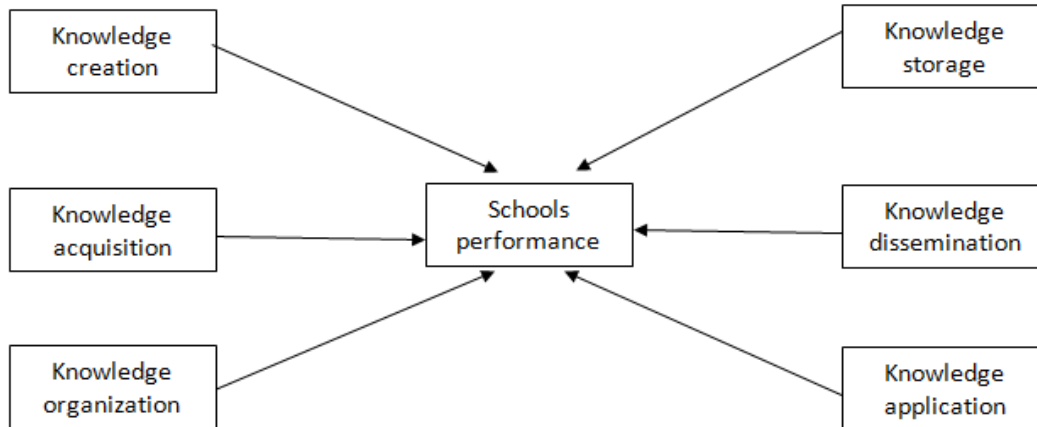 Knowledge
creation
Knowledge
storage
Knowledge
acquisition
Schools
performance
Knowledge
dissemination
Knowledge
organization
Knowledge
application